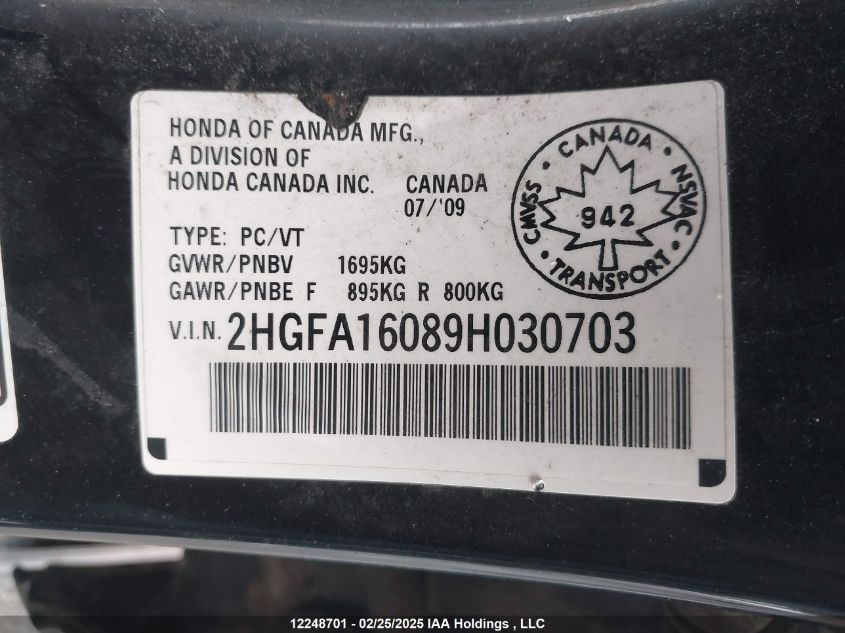 HONDA OF CANADA MFG.,
A DIVISION OF
HONDA CANADA INC. CANADA
07/'09
TYPE: PC/VT
GVWR/PNBV 1695KG
GAWR/PNBE F 895KG R 800KG
V.I.N. 2HGFA16089H030703
CANADA
CMVSS
NSVAC
942
TRANSPORT
12248701 - 02/25/2025 IAA Holdings , LLC